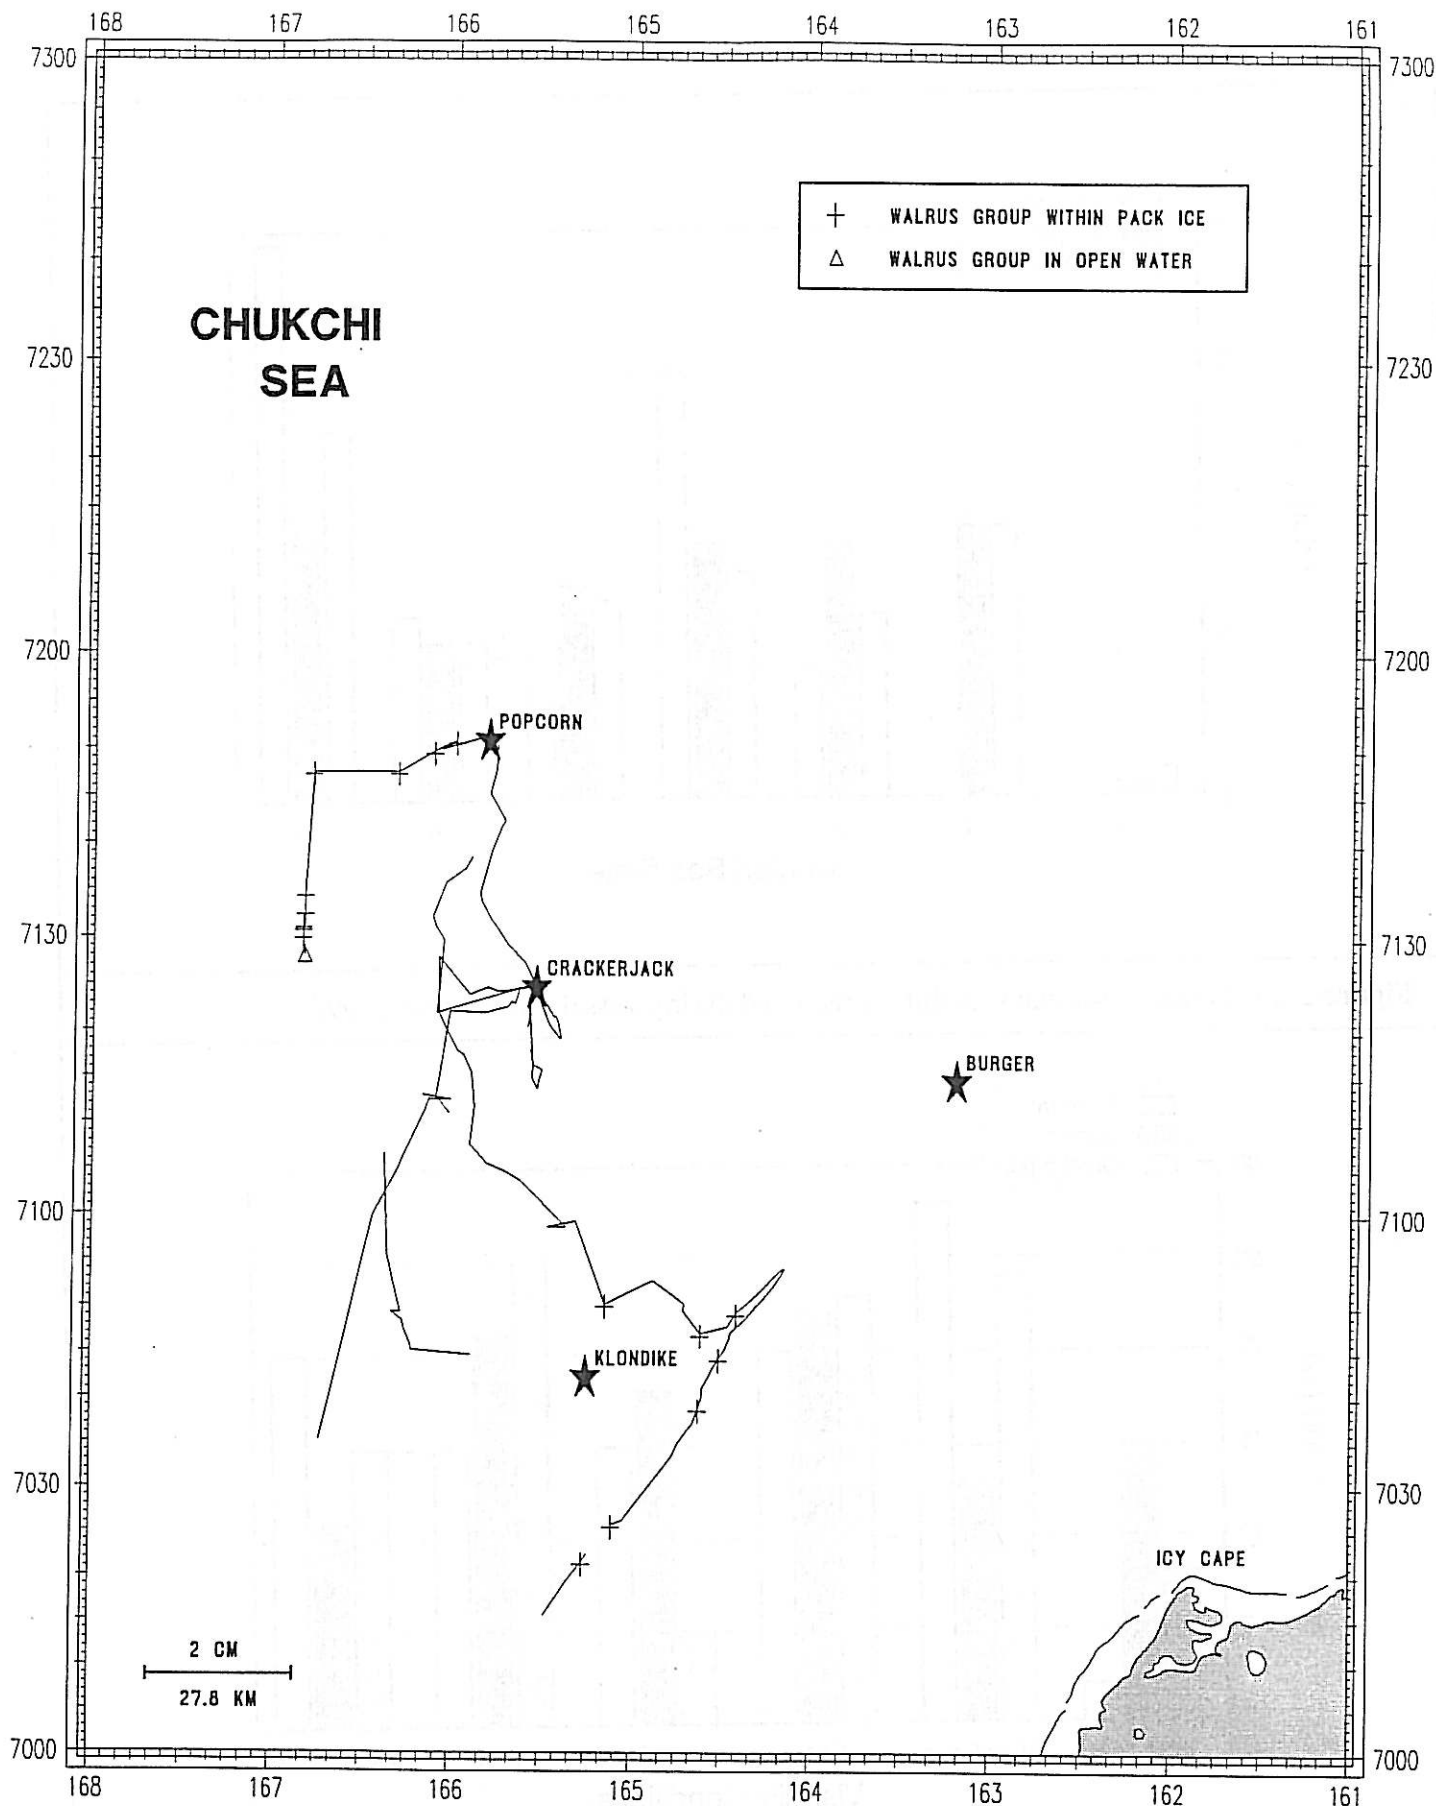 168 167 166 165 164 163 162 161
7300 7300
+ WALRUS GROUP WITHIN PACK ICE
△ WALRUS GROUP IN OPEN WATER
CHUKCHI
SEA
7230 7230
7200 7200
POPCORN
7130 7130
CRACKERJACK
BURGER
7100 7100
KLONDIKE
7030 7030
ICY CAPE
2 CM
27.8 KM
7000 7000
168 167 166 165 164 163 162 161